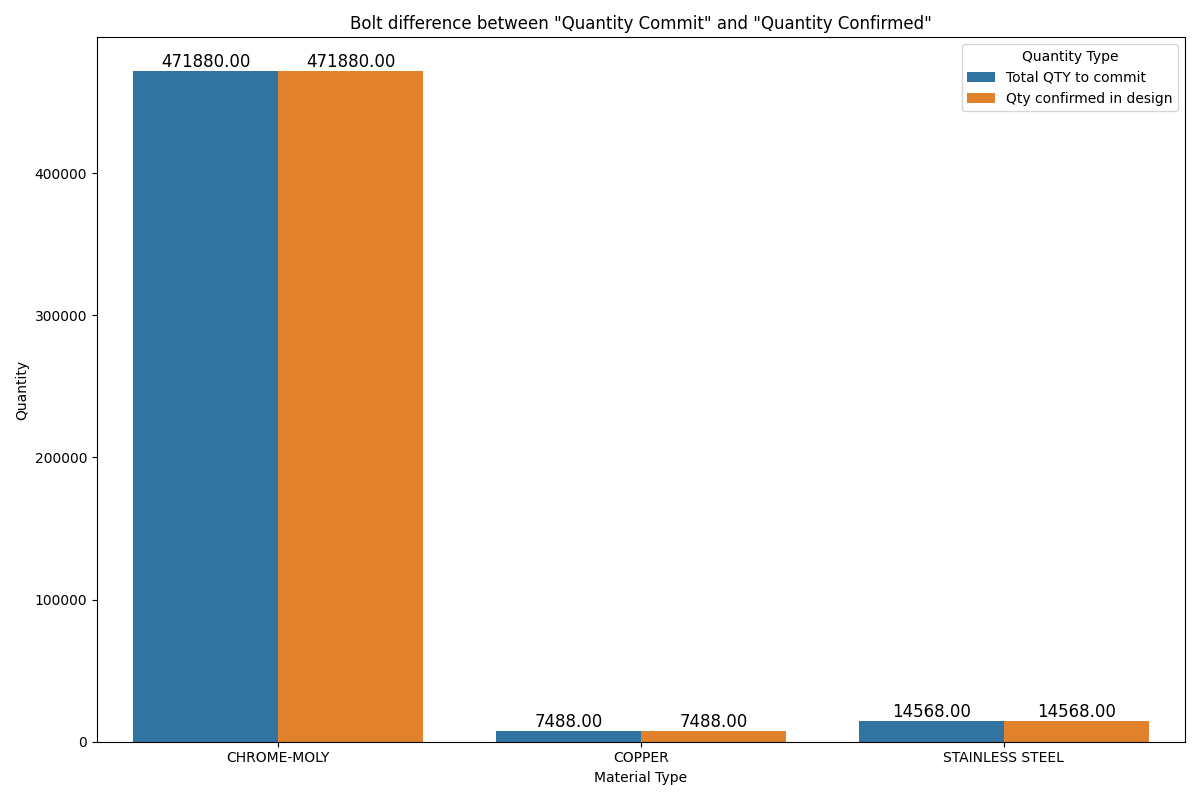 Bolt difference between "Quantity Commit" and "Quantity Confirmed"
Quantity Type
Total QTY to commit
Qty confirmed in design
471880.00 471880.00
7488.00 7488.00
14568.00 14568.00
Quantity
400000
300000
200000
100000
0
CHROME-MOLY COPPER STAINLESS STEEL
Material Type